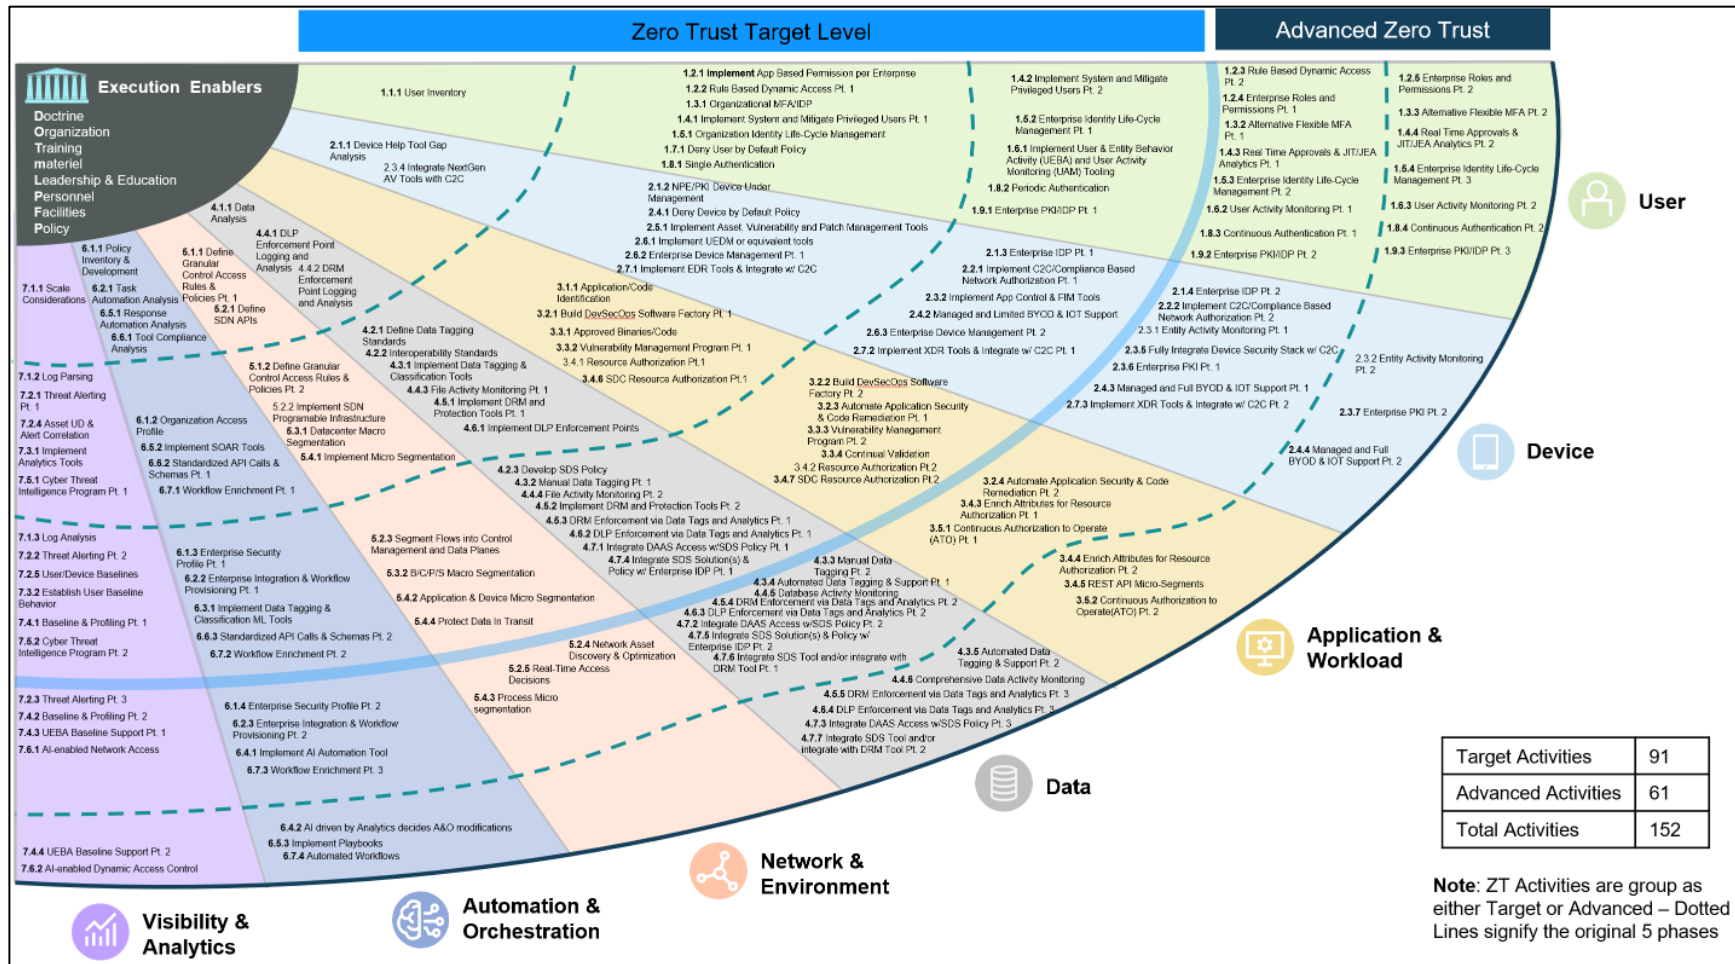 Zero Trust Target Level
Advanced Zero Trust
Execution Enablers
Doctrine
Organization
Training
materiel
Leadership & Education
Personnel
Facilities
Policy
1.1.1 User Inventory
1.2.1 Implement App Based Permission per Enterprise
1.2.2 Rule Based Dynamic Access Pt. 1
1.3.1 Organizational MFA/IDP
1.4.1 Implement System and Mitigate Privileged Users Pt. 1
1.5.1 Organization Identity Life-Cycle Management
1.7.1 Deny User by Default Policy
1.8.1 Single Authentication
1.4.2 Implement System and Mitigate
Privileged Users Pt. 2
1.5.2 Enterprise Identity Life-Cycle
Management Pt. 1
1.6.1 Implement User & Entity Behavior
Activity (UEBA) and User Activity
Monitoring (UAM) Tooling
1.8.2 Periodic Authentication
1.9.1 Enterprise PKI/IDP Pt. 1
1.2.3 Rule Based Dynamic Access
Pt. 2
1.2.4 Enterprise Roles and
Permissions Pt. 1
1.3.2 Alternative Flexible MFA
Pt. 1
1.4.3 Real Time Approvals & JIT/JEA
Analytics Pt. 1
1.5.3 Enterprise Identity Life-Cycle
Management Pt. 2
1.6.2 User Activity Monitoring Pt. 1
1.8.3 Continuous Authentication Pt. 1
1.9.2 Enterprise PKI/IDP Pt. 2
1.2.5 Enterprise Roles and
Permissions Pt. 2
1.3.3 Alternative Flexible MFA Pt. 2
1.4.4 Real Time Approvals &
JIT/JEA Analytics Pt. 2
1.5.4 Enterprise Identity Life-Cycle
Management Pt. 3
1.6.3 User Activity Monitoring Pt. 2
1.8.4 Continuous Authentication Pt. 2
1.9.3 Enterprise PKI/IDP Pt. 3
User
2.1.1 Device Help Tool Gap
Analysis
2.3.4 Integrate NextGen
AV Tools with C2C
2.1.2 NPE/PKI Device Under
Management
2.4.1 Deny Device by Default Policy
2.5.1 Implement Asset, Vulnerability and Patch Management Tools
2.6.1 Implement UEDM or equivalent tools
2.6.2 Enterprise Device Management Pt. 1
2.7.1 Implement EDR Tools & Integrate w/ C2C
2.1.3 Enterprise IDP Pt. 1
2.2.1 Implement C2C/Compliance Based
Network Authorization Pt. 1
2.3.2 Implement App Control & FIM Tools
2.4.2 Managed and Limited BYOD & IOT Support
2.6.3 Enterprise Device Management Pt. 2
2.7.2 Implement XDR Tools & Integrate w/ C2C Pt. 1
2.1.4 Enterprise IDP Pt. 2
2.2.2 Implement C2C/Compliance Based
Network Authorization Pt. 2
2.3.1 Entity Activity Monitoring Pt. 1
2.3.5 Fully Integrate Device Security Stack w/ C2C
2.3.6 Enterprise PKI Pt. 1
2.4.3 Managed and Full BYOD & IOT Support Pt. 1
2.7.3 Implement XDR Tools & Integrate w/ C2C Pt. 2
2.3.2 Entity Activity Monitoring
Pt. 2
2.3.7 Enterprise PKI Pt. 2
2.4.4 Managed and Full
BYOD & IOT Support Pt. 2
Device
3.1.1 Application/Code
Identification
3.2.1 Build DevSecOps Software Factory Pt. 1
3.3.1 Approved Binaries/Code
3.3.2 Vulnerability Management Program Pt. 1
3.4.1 Resource Authorization Pt.1
3.4.6 SDC Resource Authorization Pt.1
3.2.2 Build DevSecOps Software
Factory Pt. 2
3.2.3 Automate Application Security
& Code Remediation Pt. 1
3.3.3 Vulnerability Management
Program Pt. 2
3.3.4 Continual Validation
3.4.2 Resource Authorization Pt.2
3.4.7 SDC Resource Authorization Pt.2
3.2.4 Automate Application Security & Code
Remediation Pt. 2
3.4.3 Enrich Attributes for Resource
Authorization Pt. 1
3.5.1 Continuous Authorization to Operate
(ATO) Pt. 1
3.4.4 Enrich Attributes for Resource
Authorization Pt. 2
3.4.5 REST API Micro-Segments
3.5.2 Continuous Authorization to
Operate(ATO) Pt. 2
Application &
Workload
4.1.1 Data
Analysis
4.4.1 DLP
Enforcement Point
Logging and
Analysis
4.4.2 DRM
Enforcement
Point Logging
and Analysis
4.2.1 Define Data Tagging
Standards
4.2.2 Interoperability Standards
4.3.1 Implement Data Tagging &
Classification Tools
4.4.3 File Activity Monitoring Pt. 1
4.5.1 Implement DRM and
Protection Tools Pt. 1
4.6.1 Implement DLP Enforcement Points
4.2.3 Develop SDS Policy
4.3.2 Manual Data Tagging Pt. 1
4.4.4 File Activity Monitoring Pt. 2
4.5.2 Implement DRM and Protection Tools Pt. 2
4.5.3 DRM Enforcement via Data Tags and Analytics Pt. 1
4.6.2 DLP Enforcement via Data Tags and Analytics Pt. 1
4.7.1 Integrate DAAS Access w/SDS Policy Pt. 1
4.7.4 Integrate SDS Solution(s) &
Policy w/ Enterprise IDP Pt. 1
4.3.3 Manual Data
Tagging Pt. 2
4.3.4 Automated Data Tagging & Support Pt. 1
4.4.5 Database Activity Monitoring
4.5.4 DRM Enforcement via Data Tags and Analytics Pt. 2
4.6.3 DLP Enforcement via Data Tags and Analytics Pt. 2
4.7.2 Integrate DAAS Access w/SDS Policy Pt. 2
4.7.5 Integrate SDS Solution(s) & Policy w/
Enterprise IDP Pt. 2
4.7.6 Integrate SDS Tool and/or integrate with
DRM Tool Pt. 1
4.3.5 Automated Data
Tagging & Support Pt. 2
4.4.6 Comprehensive Data Activity Monitoring
4.5.5 DRM Enforcement via Data Tags and Analytics Pt. 3
4.6.4 DLP Enforcement via Data Tags and Analytics Pt. 3
4.7.3 Integrate DAAS Access w/SDS Policy Pt. 3
4.7.7 Integrate SDS Tool and/or
integrate with DRM Tool Pt. 2
Data
5.1.1 Define
Granular
Control Access
Rules &
Policies Pt. 1
5.2.1 Define
SDN APIs
5.1.2 Define Granular
Control Access Rules &
Policies Pt. 2
5.2.2 Implement SDN
Programable Infrastructure
5.3.1 Datacenter Macro
Segmentation
5.4.1 Implement Micro Segmentation
5.2.3 Segment Flows into Control
Management and Data Planes
5.3.2 B/C/P/S Macro Segmentation
5.4.2 Application & Device Micro Segmentation
5.4.4 Protect Data In Transit
5.2.4 Network Asset
Discovery & Optimization
5.2.5 Real-Time Access
Decisions
5.4.3 Process Micro
segmentation
Network &
Environment
6.1.1 Policy
Inventory &
Development
6.2.1 Task
Automation Analysis
6.5.1 Response
Automation Analysis
6.6.1 Tool Compliance
Analysis
6.1.2 Organization Access
Profile
6.5.2 Implement SOAR Tools
6.6.2 Standardized API Calls &
Schemas Pt. 1
6.7.1 Workflow Enrichment Pt. 1
6.1.3 Enterprise Security
Profile Pt. 1
6.2.2 Enterprise Integration & Workflow
Provisioning Pt. 1
6.3.1 Implement Data Tagging &
Classification ML Tools
6.6.3 Standardized API Calls & Schemas Pt. 2
6.7.2 Workflow Enrichment Pt. 2
6.1.4 Enterprise Security Profile Pt. 2
6.2.3 Enterprise Integration & Workflow
Provisioning Pt. 2
6.4.1 Implement AI Automation Tool
6.7.3 Workflow Enrichment Pt. 3
6.4.2 AI driven by Analytics decides A&O modifications
6.5.3 Implement Playbooks
6.7.4 Automated Workflows
Automation &
Orchestration
7.1.1 Scale
Considerations
7.1.2 Log Parsing
7.2.1 Threat Alerting
Pt. 1
7.2.4 Asset UD &
Alert Correlation
7.3.1 Implement
Analytics Tools
7.5.1 Cyber Threat
Intelligence Program Pt. 1
7.1.3 Log Analysis
7.2.2 Threat Alerting Pt. 2
7.2.5 User/Device Baselines
7.3.2 Establish User Baseline
Behavior
7.4.1 Baseline & Profiling Pt. 1
7.5.2 Cyber Threat
Intelligence Program Pt. 2
7.2.3 Threat Alerting Pt. 3
7.4.2 Baseline & Profiling Pt. 2
7.4.3 UEBA Baseline Support Pt. 1
7.6.1 AI-enabled Network Access
7.4.4 UEBA Baseline Support Pt. 2
7.6.2 AI-enabled Dynamic Access Control
Visibility &
Analytics
Target Activities 91
Advanced Activities 61
Total Activities 152
Note: ZT Activities are group as
either Target or Advanced – Dotted
Lines signify the original 5 phases